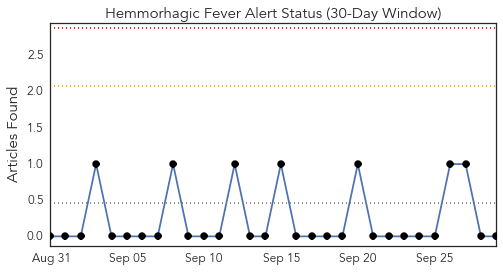 Hemmorhagic Fever Alert Status (30-Day Window)
Articles Found
2.5
2.0
1.5
1.0
0.5
0.0
Aug 31 Sep 05 Sep 10 Sep 15 Sep 20 Sep 25